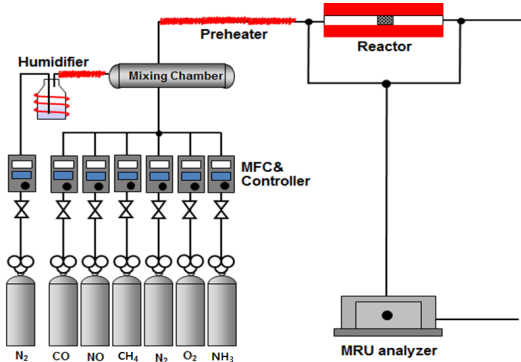 Preheater
Reactor
Humidifier
Mixing Chamber
MFC&
Controller
N₂ CO NO CH₄ N₂ O₂ NH₃
MRU analyzer